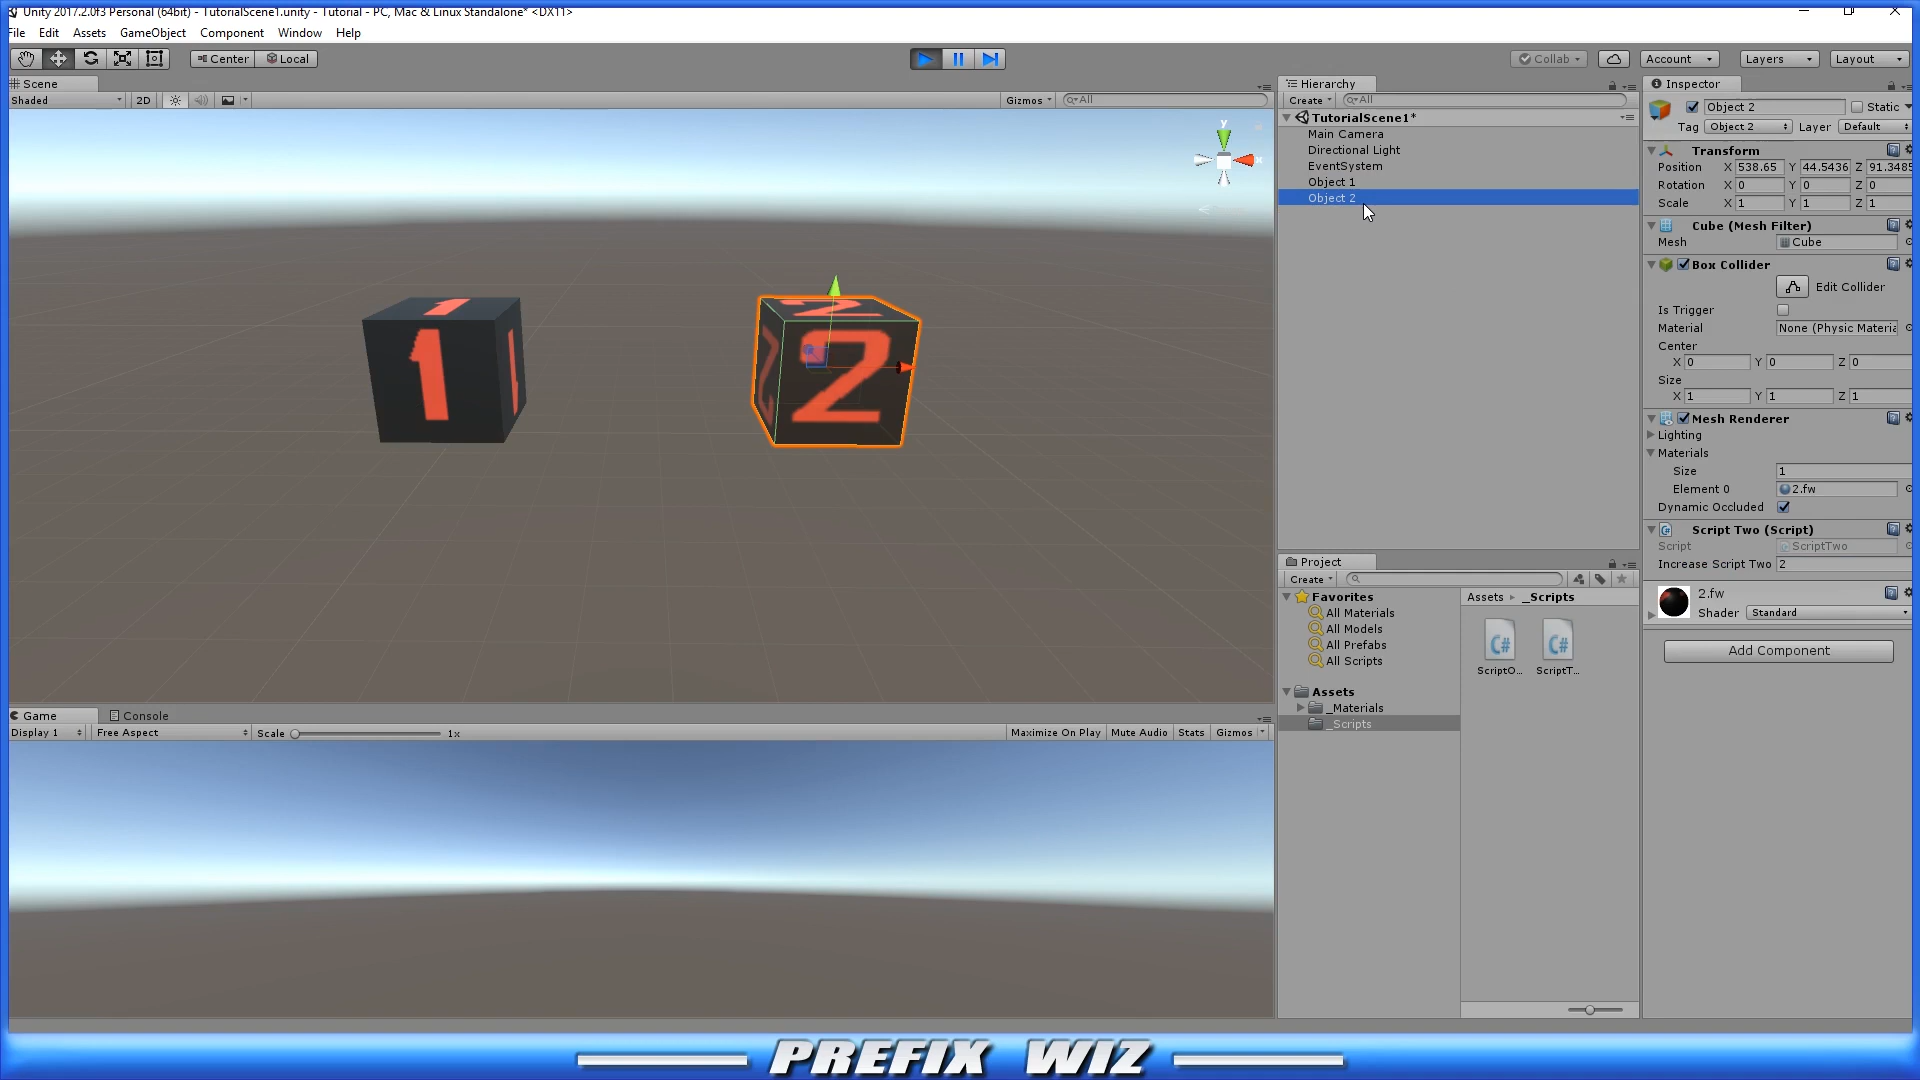 Unity 2017.2.0f3 Personal (64bit) - TutorialScene1.unity - Tutorial - PC, Mac & Linux Standalone* <DX11>
File Edit Assets GameObject Component Window Help
Center Local Collab Account Layers Layout
Scene
Shaded 2D Gizmos All
y
x
1 1 1
2 2 2
Game Console
Display 1 Free Aspect Scale 1x Maximize On Play Mute Audio Stats Gizmos
Hierarchy
Create All
TutorialScene1*
Main Camera
Directional Light
EventSystem
Object 1
Object 2
Project
Create
Favorites
All Materials
All Models
All Prefabs
All Scripts
Assets
_Materials
_Scripts
Assets _Scripts
C# C#
ScriptO... ScriptT...
Inspector
Object 2 Static
Tag Object 2 Layer Default
Transform
Position X 538.65 Y 44.5436 Z 91.3485
Rotation X 0 Y 0 Z 0
Scale X 1 Y 1 Z 1
Cube (Mesh Filter)
Mesh Cube
Box Collider
Edit Collider
Is Trigger
Material None (Physic Materia
Center
X 0 Y 0 Z 0
Size
X 1 Y 1 Z 1
Mesh Renderer
Lighting
Materials
Size 1
Element 0 2.fw
Dynamic Occluded
Script Two (Script)
Script ScriptTwo
Increase Script Two 2
2.fw
Shader Standard
Add Component
PREFIX WIZ